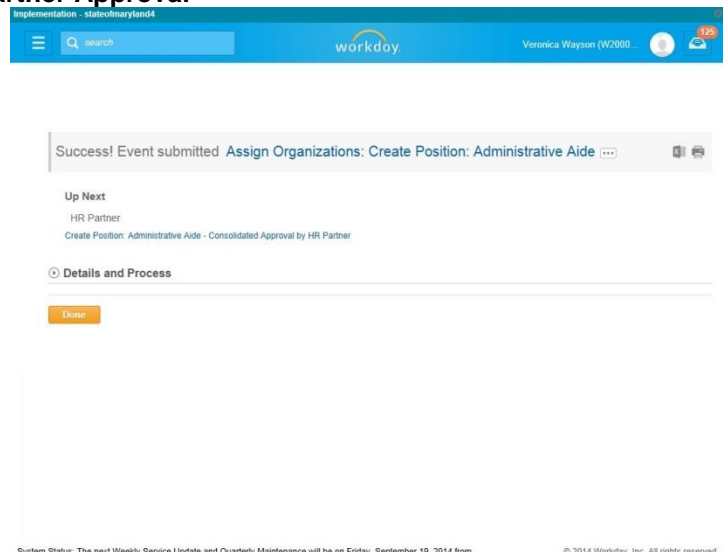 artner Approval
Implementation - stateofmaryland4
search
workday.
Veronica Wayson (W2000...
125
Success! Event submitted Assign Organizations: Create Position: Administrative Aide
Up Next
HR Partner
Create Position: Administrative Aide - Consolidated Approval by HR Partner
Details and Process
Done
System Status: The next Weekly Service Update and Quarterly Maintenance will be on Friday, September 19, 2014 from
© 2014 Workday, Inc. All rights reserved.